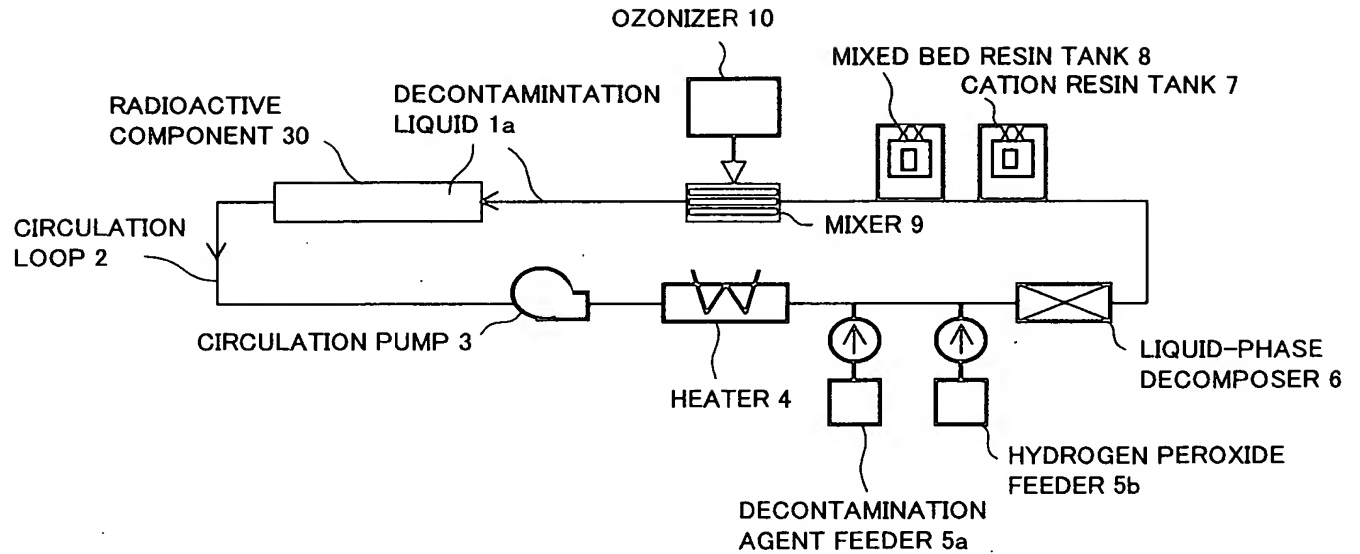 OZONIZER 10
MIXED BED RESIN TANK 8
CATION RESIN TANK 7
RADIOACTIVE
COMPONENT 30
DECONTAMINTATION
LIQUID 1a
MIXER 9
CIRCULATION
LOOP 2
CIRCULATION PUMP 3
HEATER 4
LIQUID-PHASE
DECOMPOSER 6
HYDROGEN PEROXIDE
FEEDER 5b
DECONTAMINATION
AGENT FEEDER 5a